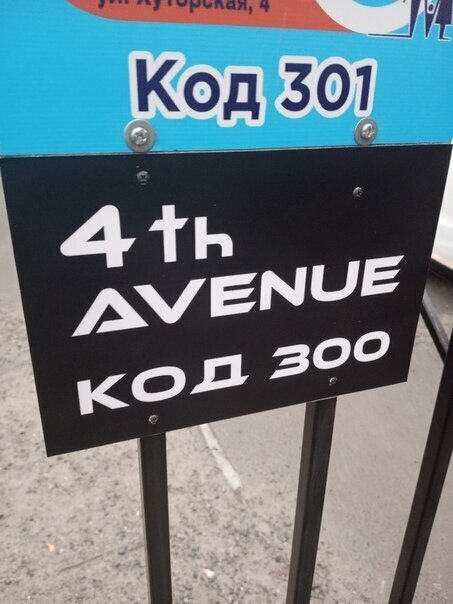 ул. Хуторская, 4
Код 301
4th
AVENUE
КОД 300